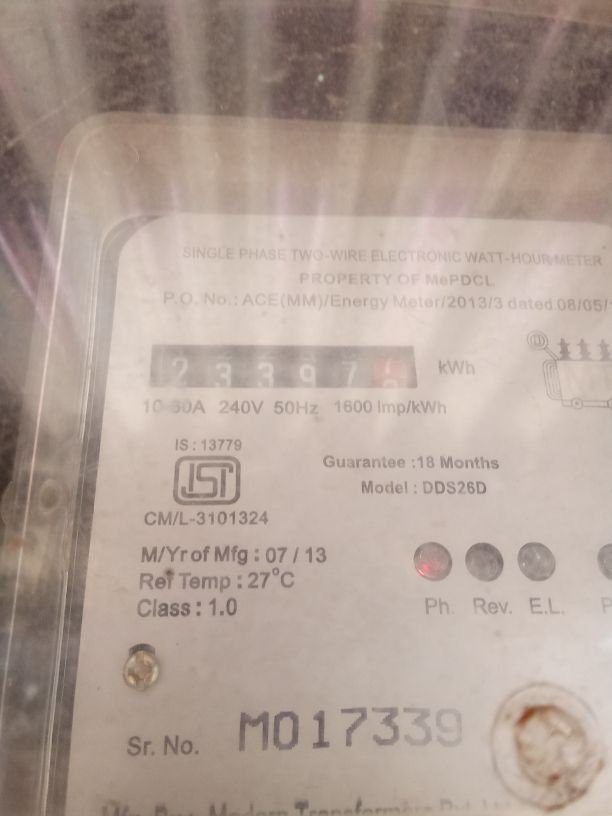 SINGLE PHASE TWO-WIRE ELECTRONIC WATT-HOUR METER
PROPERTY OF MePDCL
P.O. No.: ACE(MM)/Energy Meter/2013/3 dated 08/05/
2 3 3 9 7 kWh
10-60A 240V 50Hz 1600 Imp/kWh
IS : 13779
ISI
Guarantee :18 Months
Model : DDS26D
CM/L-3101324
M/Yr of Mfg : 07 / 13
Ref Temp : 27°C
Class : 1.0
Ph. Rev. E.L. P
Sr. No. M017339
Modern Transformers Pvt.